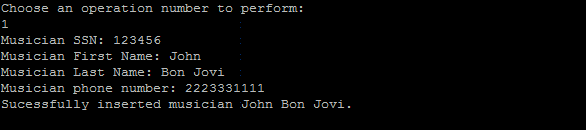 Choose an operation number to perform:
1
Musician SSN: 123456
Musician First Name: John
Musician Last Name: Bon Jovi
Musician phone number: 2223331111
Sucessfully inserted musician John Bon Jovi.